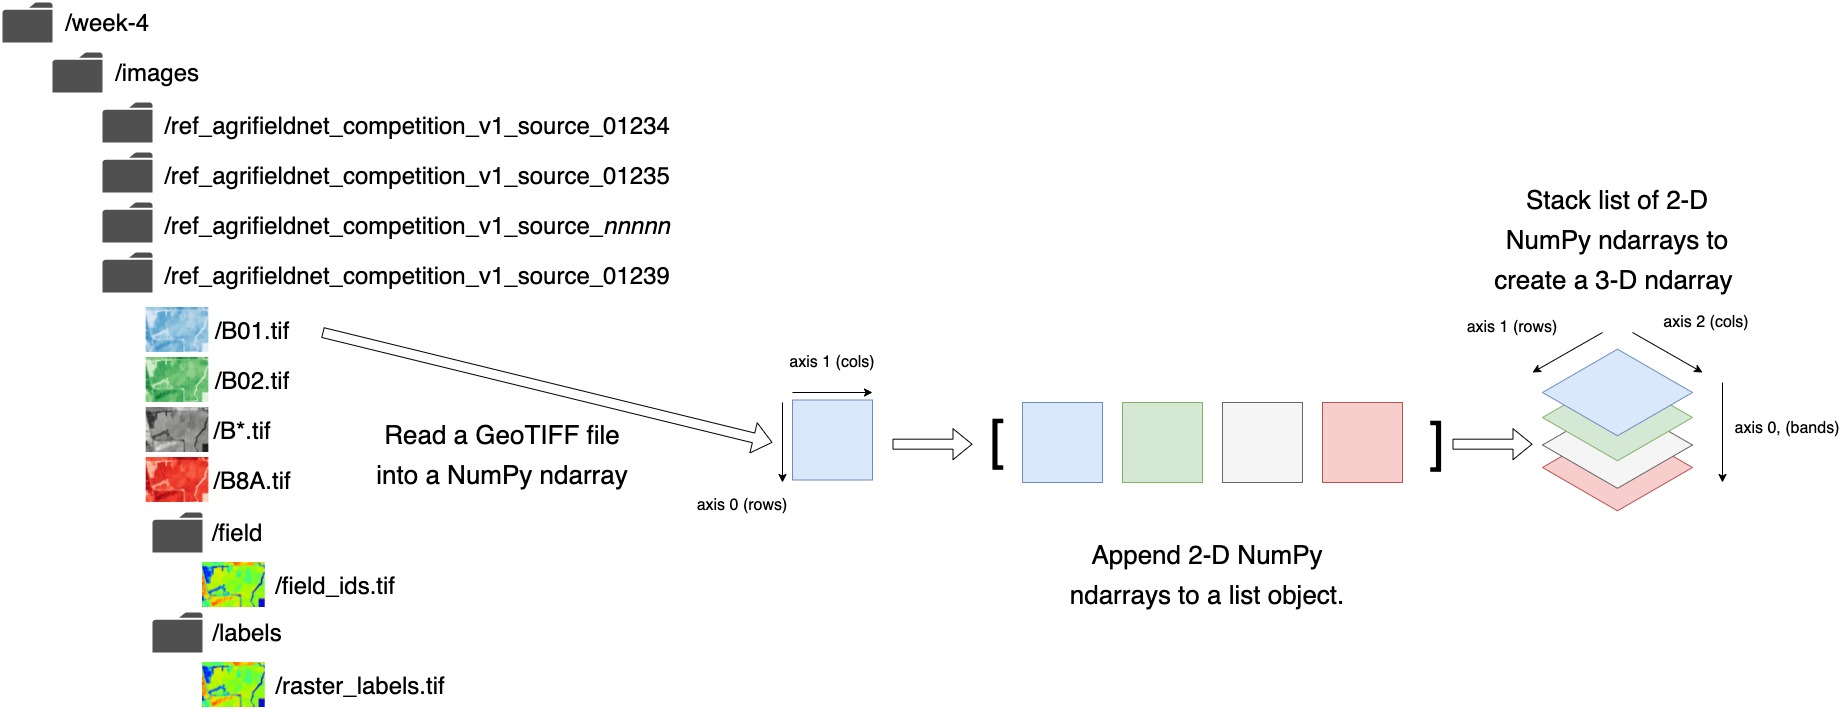 /week-4
/images
/ref_agrifieldnet_competition_v1_source_01234
/ref_agrifieldnet_competition_v1_source_01235
/ref_agrifieldnet_competition_v1_source_nnnnn
/ref_agrifieldnet_competition_v1_source_01239
/B01.tif
/B02.tif
/B*.tif
/B8A.tif
/field
/field_ids.tif
/labels
/raster_labels.tif
Read a GeoTIFF file
into a NumPy ndarray
axis 1 (cols)
axis 0 (rows)
[
]
Append 2-D NumPy
ndarrays to a list object.
Stack list of 2-D
NumPy ndarrays to
create a 3-D ndarray
axis 1 (rows)
axis 2 (cols)
axis 0, (bands)